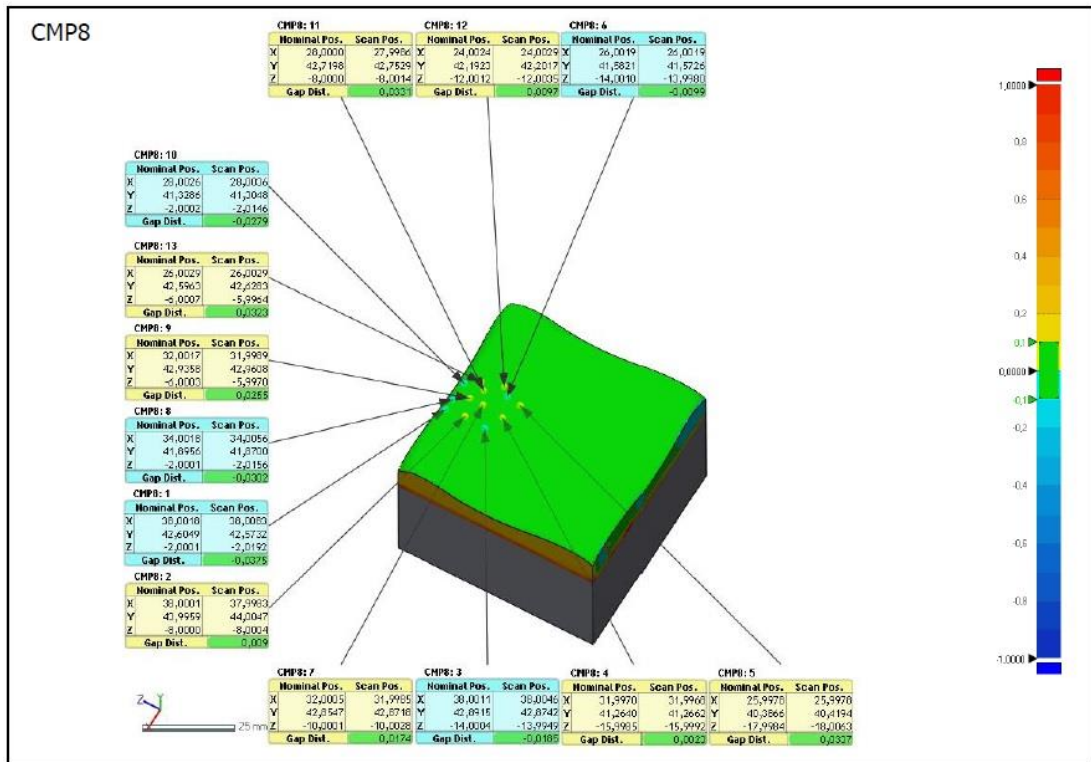 CMP8
CMP8: 11
Nominal Pos. Scan Pos.
X 28,0000 27,9986
Y 42,7198 42,7529
Z -8,0000 -8,0014
Gap Dist. 0,0331
CMP8: 12
Nominal Pos. Scan Pos.
X 24,0024 24,0029
Y 42,1923 42,2017
Z -12,0012 -12,0035
Gap Dist. 0,0097
CMP8: 6
Nominal Pos. Scan Pos.
X 26,0019 26,0019
Y 41,5821 41,5726
Z -14,0010 -13,9980
Gap Dist. -0,0099
CMP8: 10
Nominal Pos. Scan Pos.
X 28,0026 28,0036
Y 41,3286 41,3048
Z -2,0002 -2,0146
Gap Dist. -0,0279
CMP8: 13
Nominal Pos. Scan Pos.
X 26,0029 26,0029
Y 42,5963 42,6283
Z -6,0007 -5,9964
Gap Dist. 0,0323
CMP8: 9
Nominal Pos. Scan Pos.
X 32,0017 31,9989
Y 42,9358 42,9608
Z -6,0003 -5,9970
Gap Dist. 0,0255
CMP8: 8
Nominal Pos. Scan Pos.
X 34,0018 34,0056
Y 41,8956 41,8700
Z -2,0001 -2,0156
Gap Dist. -0,0302
CMP8: 1
Nominal Pos. Scan Pos.
X 38,0018 38,0083
Y 42,6049 42,5732
Z -2,0001 -2,0192
Gap Dist. -0,0375
CMP8: 2
Nominal Pos. Scan Pos.
X 38,0001 37,9983
Y 43,9959 44,0047
Z -8,0000 -8,0004
Gap Dist. 0,009
CMP8: 7
Nominal Pos. Scan Pos.
X 32,0005 31,9985
Y 42,8547 42,8718
Z -10,0001 -10,0028
Gap Dist. 0,0174
CMP8: 3
Nominal Pos. Scan Pos.
X 38,0011 38,0046
Y 42,8915 42,8742
Z -14,0004 -13,9949
Gap Dist. -0,0185
CMP8: 4
Nominal Pos. Scan Pos.
X 31,9970 31,9968
Y 41,2640 41,2662
Z -15,9985 -15,9992
Gap Dist. 0,0023
CMP8: 5
Nominal Pos. Scan Pos.
X 25,9978 25,9970
Y 40,3866 40,4194
Z -17,9984 -18,0063
Gap Dist. 0,0337
1,0000
0,8
0,6
0,4
0,2
0,1
0,0000
-0,1
-0,2
-0,4
-0,6
-0,8
-1,0000
Z Y
25 mm